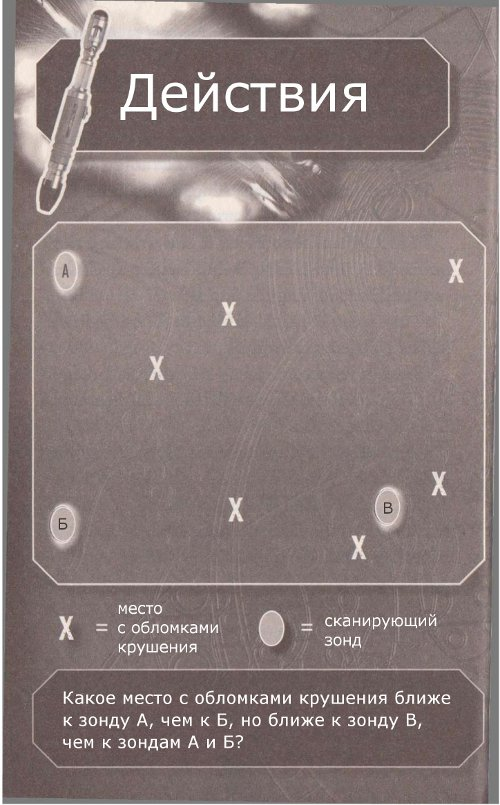 Действия
А
X
X
X
X
В
X
Б
X
X = место
с обломками
крушения
= сканирующий
зонд
Какое место с обломками крушения ближе
к зонду А, чем к Б, но ближе к зонду В,
чем к зондам А и Б?